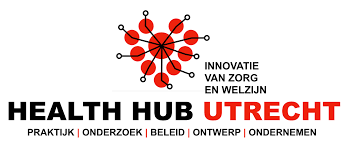 INNOVATIE
VAN ZORG
EN WELZIJN
HEALTH HUB UTRECHT
PRAKTIJK | ONDERZOEK | BELEID | ONTWERP | ONDERNEMEN